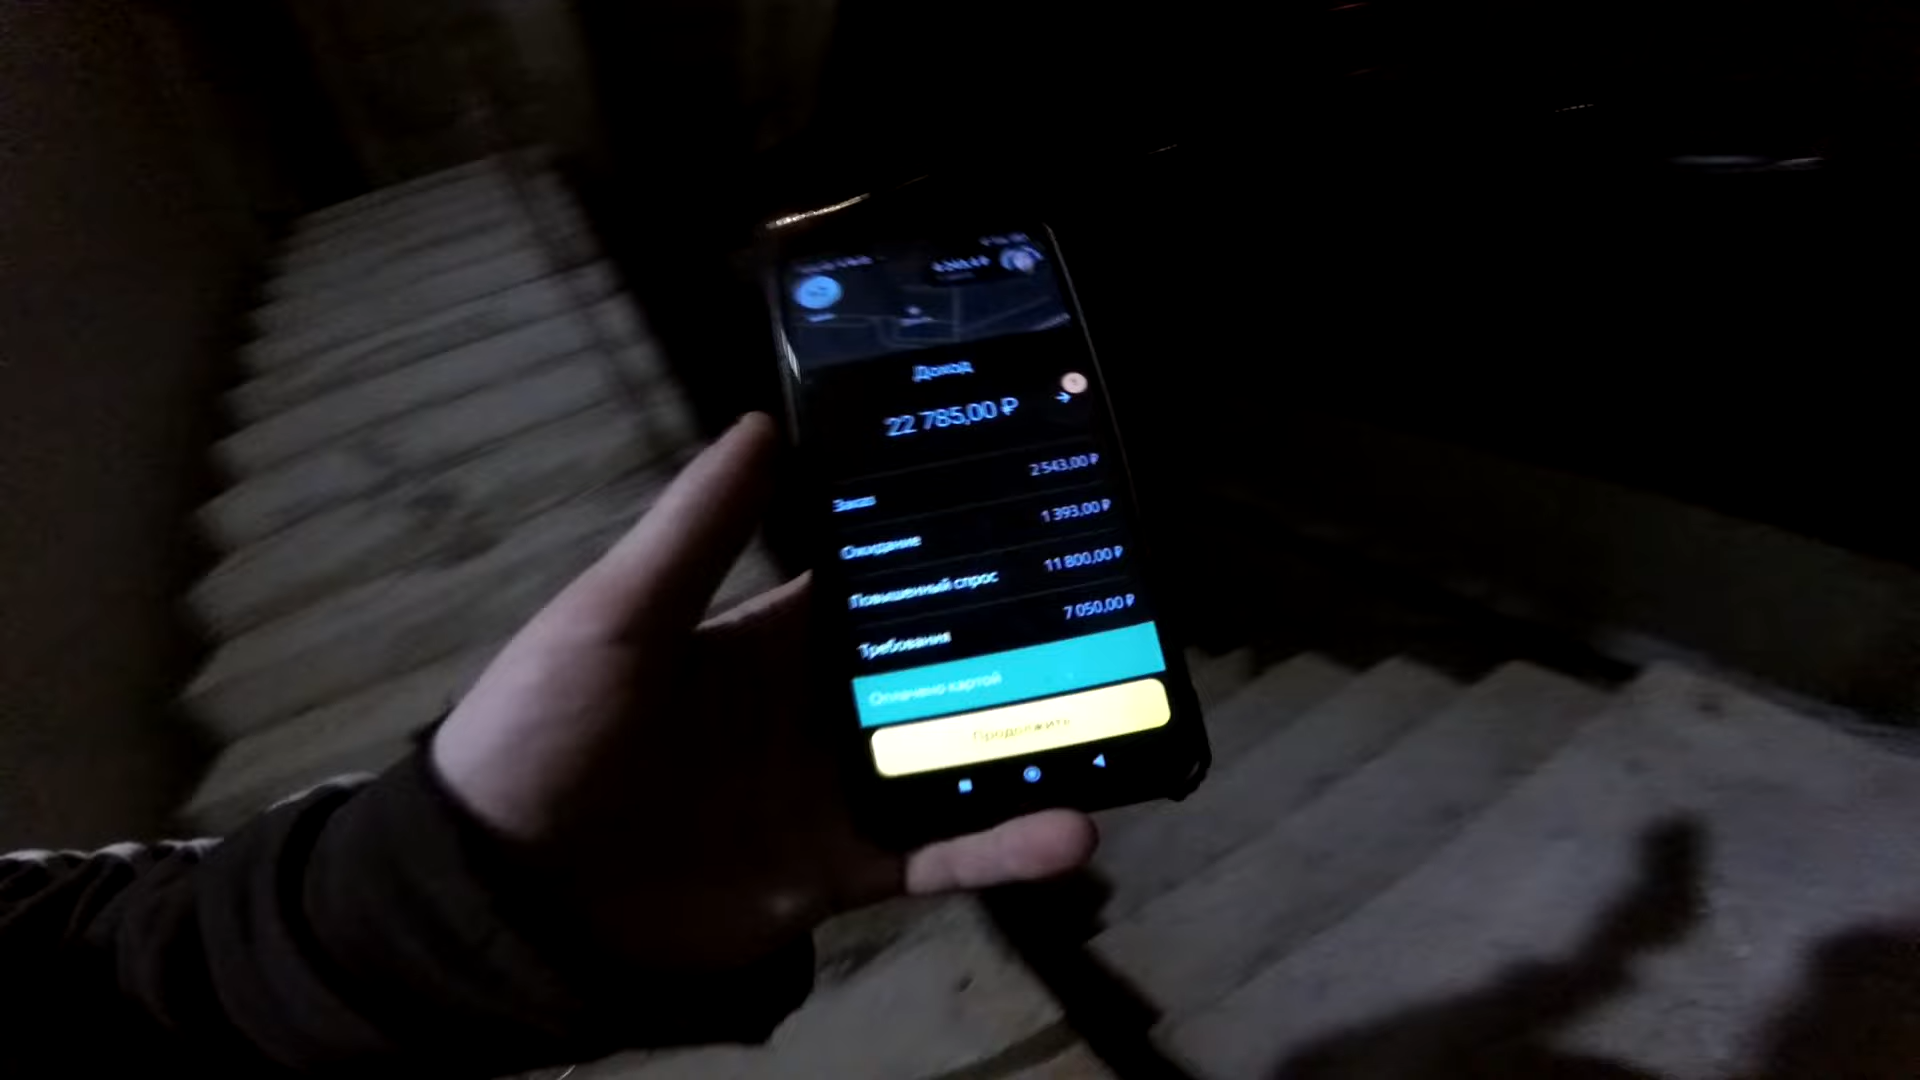 Доход
22 785,00 ₽
2 543,00 ₽
Заказ
1 393,00 ₽
Ожидание
11 800,00 ₽
Повышенный спрос
7 050,00 ₽
Требования
Оплачено картой
Продолжить